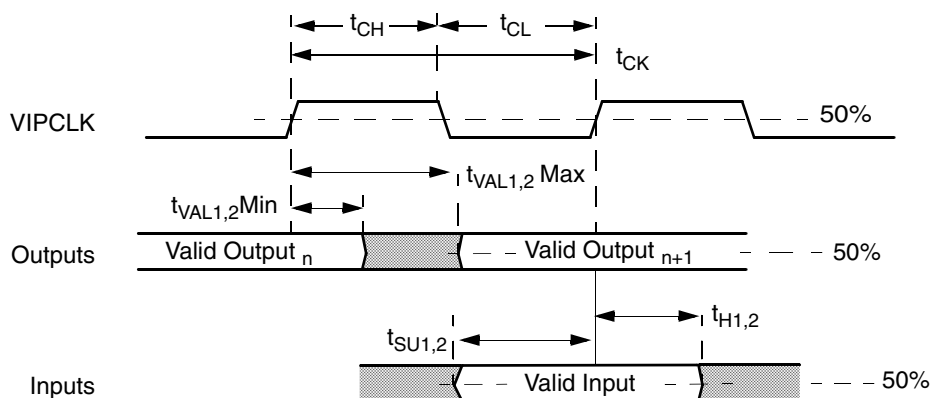 tCH tCL
tCK
VIPCLK 50%
tVAL1,2 Max
tVAL1,2Min
Outputs Valid Output n Valid Output n+1 50%
tSU1,2 tH1,2
Inputs Valid Input 50%